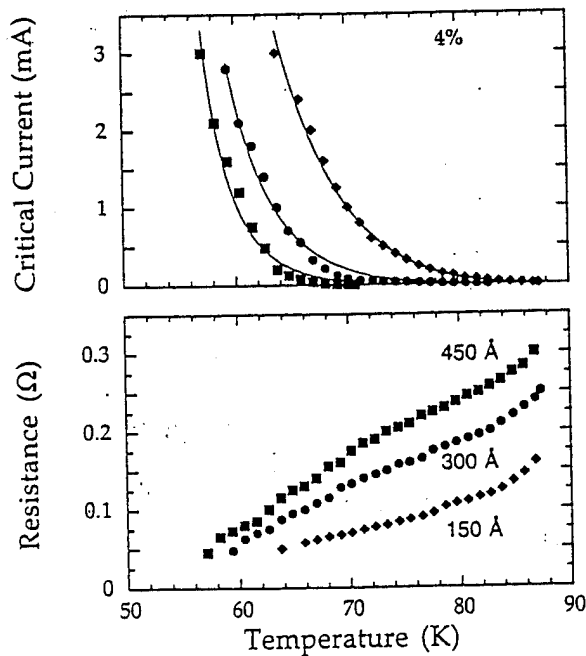 4%
Critical Current (mA)
3
2
1
0
Resistance (Ω)
0.3
0.2
0.1
0
450 Å
300 Å
150 Å
50 60 70 80 90
Temperature (K)